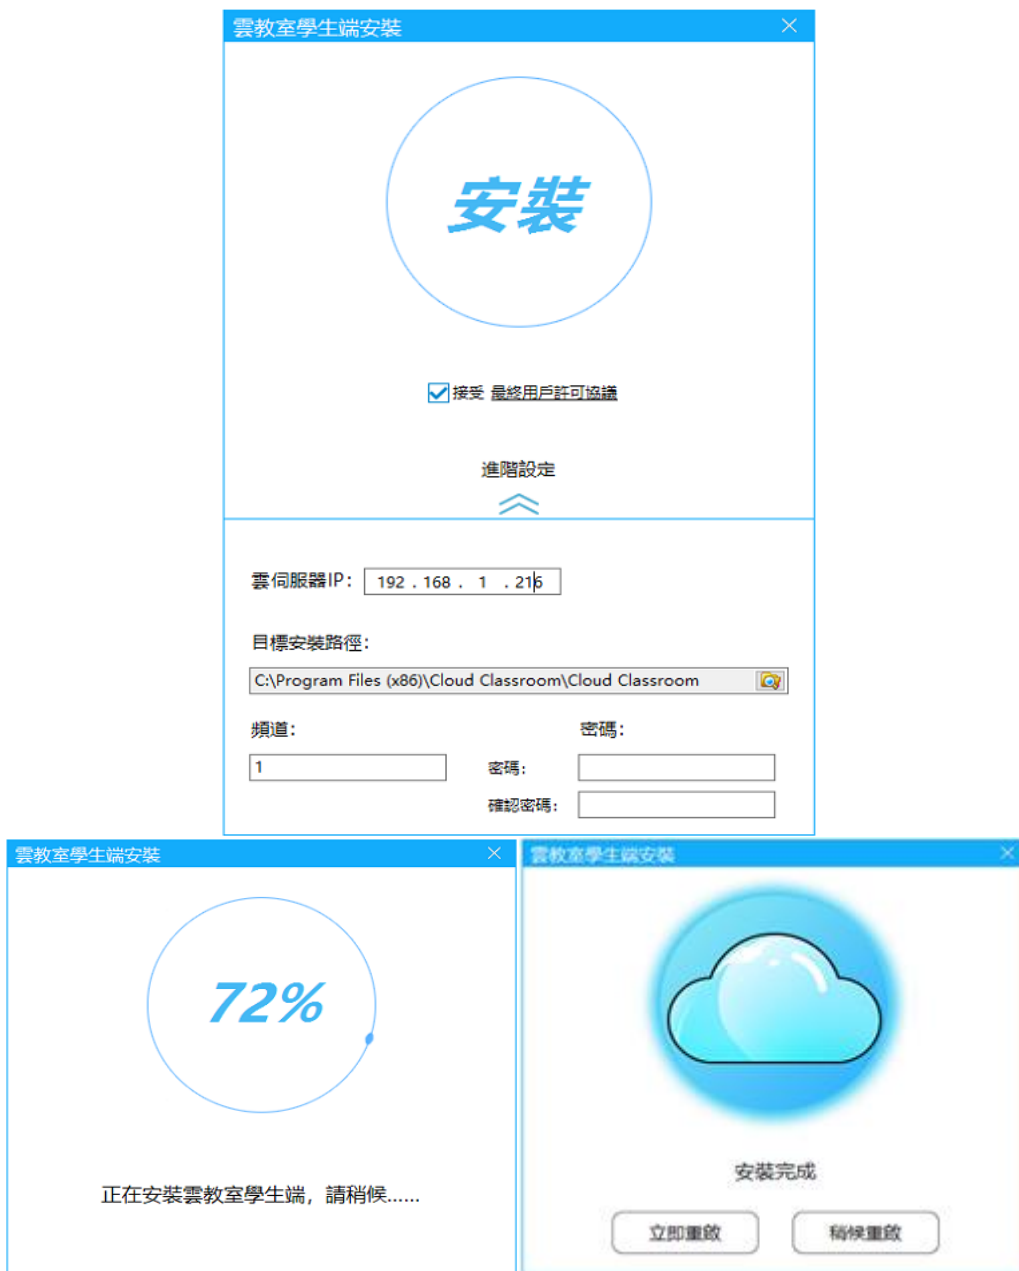 雲教室學生端安裝
安裝
接受 最終用戶許可協議
進階設定
雲伺服器IP： 192 . 168 . 1 . 216
目標安裝路徑：
C:\Program Files (x86)\Cloud Classroom\Cloud Classroom
頻道： 密碼：
1 密碼：
確認密碼：
雲教室學生端安裝
72%
正在安裝雲教室學生端，請稍候......
雲教室學生端安裝
安裝完成
立即重啟 稍候重啟